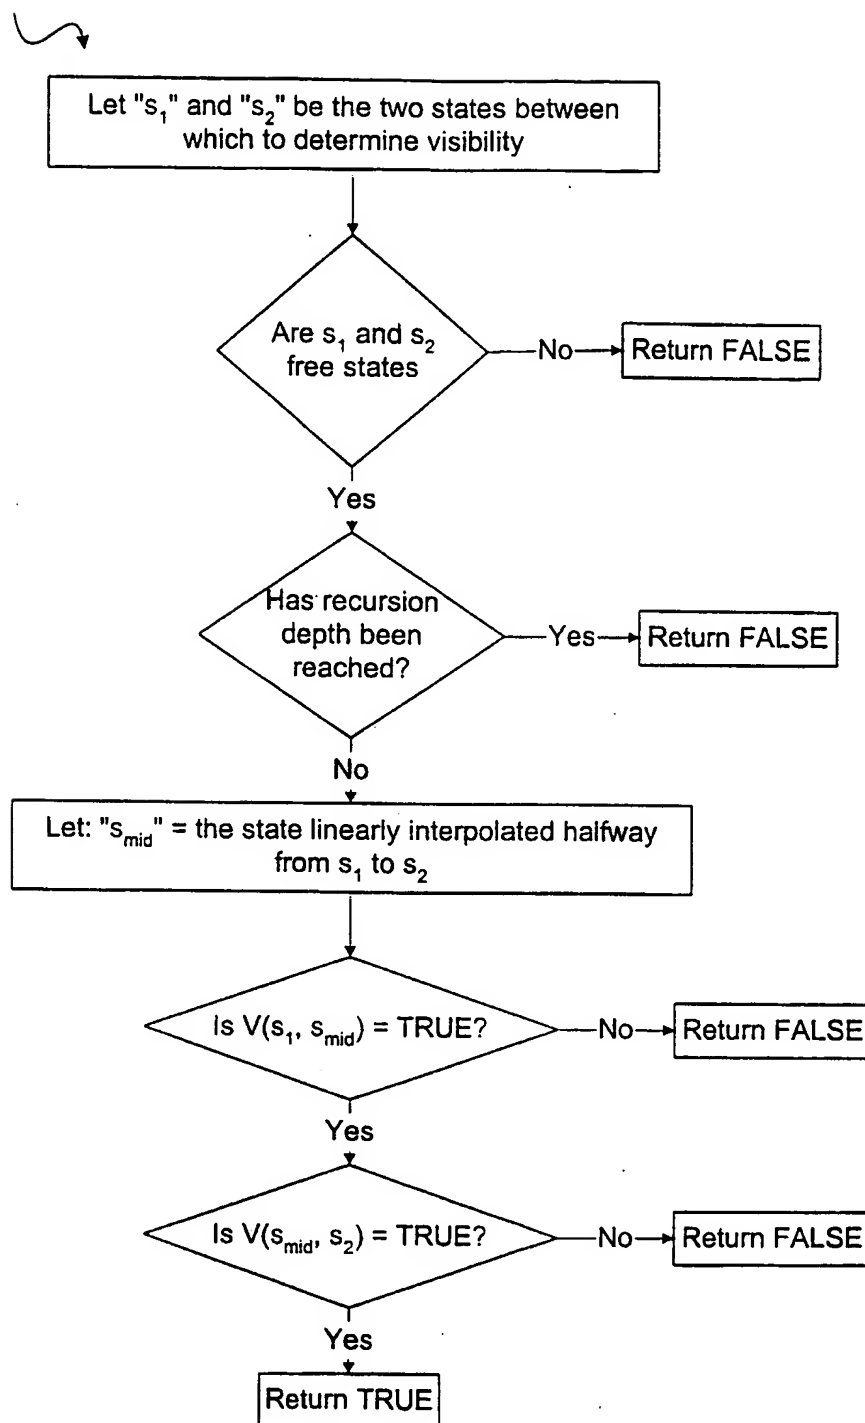 Let "s₁" and "s₂" be the two states between
which to determine visibility
Are s₁ and s₂
free states
No
Return FALSE
Yes
Has recursion
depth been
reached?
Yes
Return FALSE
No
Let: "s_mid" = the state linearly interpolated halfway
from s₁ to s₂
Is V(s₁, s_mid) = TRUE?
No
Return FALSE
Yes
Is V(s_mid, s₂) = TRUE?
No
Return FALSE
Yes
Return TRUE